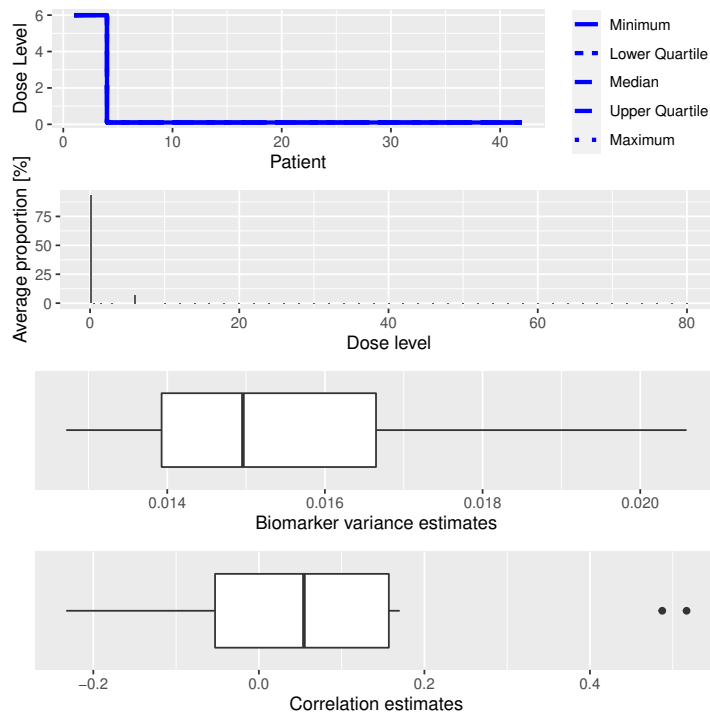 Dose Level
6
4
2
0
0 10 20 30 40
Patient
Minimum
Lower Quartile
Median
Upper Quartile
Maximum
Average proportion [%]
75
50
25
0
0 20 40 60 80
Dose level
0.014 0.016 0.018 0.020
Biomarker variance estimates
−0.2 0.0 0.2 0.4
Correlation estimates